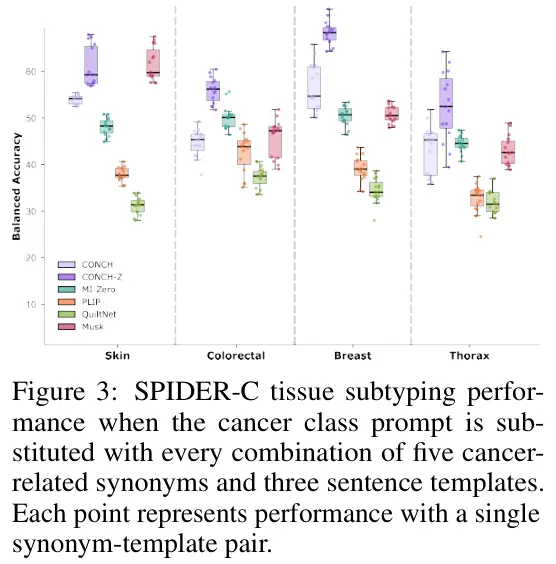 Balanced Accuracy
60
50
40
30
20
10
CONCH
CONCH-Z
MI-Zero
PLIP
QuiltNet
Musk
Skin Colorectal Breast Thorax
Figure 3: SPIDER-C tissue subtyping perfor-
mance when the cancer class prompt is sub-
stituted with every combination of five cancer-
related synonyms and three sentence templates.
Each point represents performance with a single
synonym-template pair.